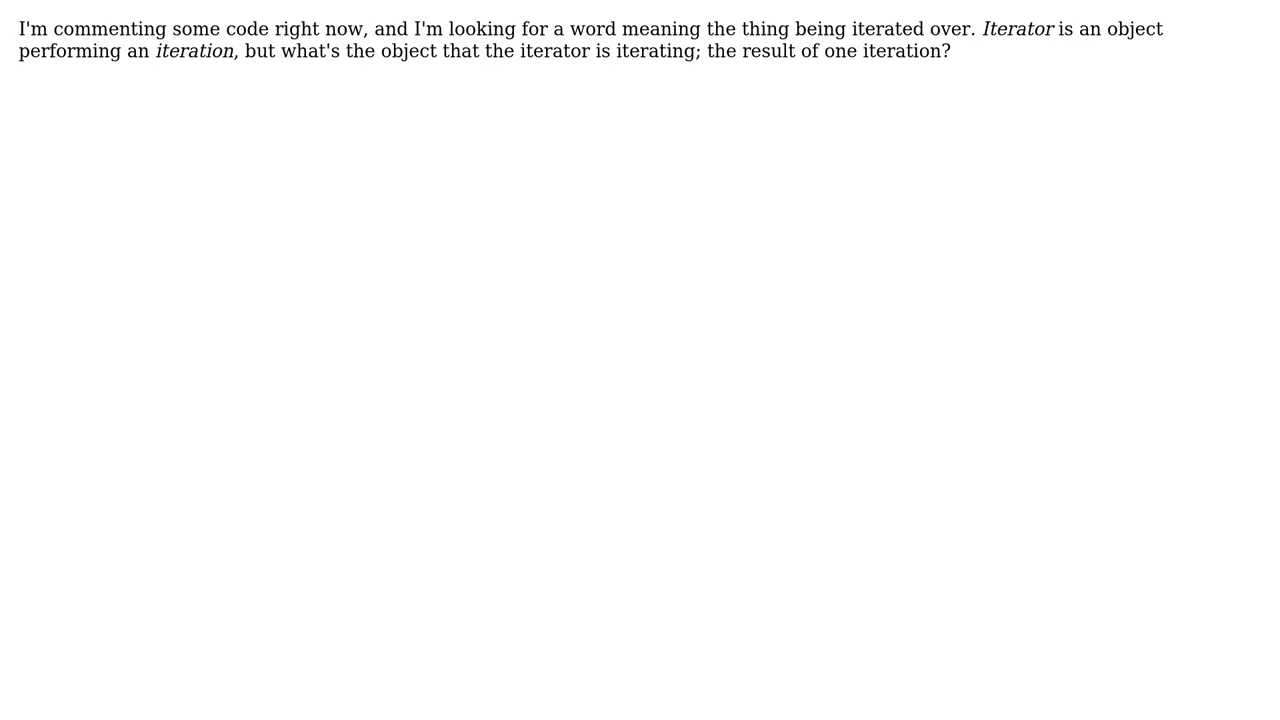 I'm commenting some code right now, and I'm looking for a word meaning the thing being iterated over. Iterator is an object
performing an iteration, but what's the object that the iterator is iterating; the result of one iteration?